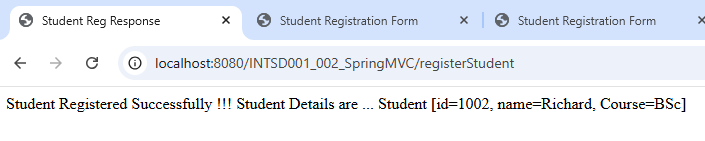 Student Reg Response
Student Registration Form
Student Registration Form
localhost:8080/INTSD001_002_SpringMVC/registerStudent
Student Registered Successfully !!! Student Details are ... Student [id=1002, name=Richard, Course=BSc]